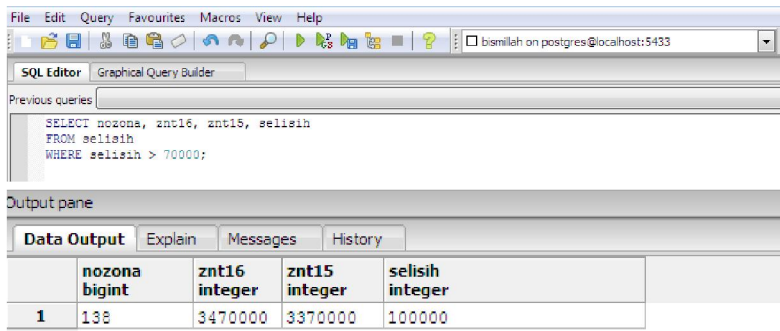 File Edit Query Favourites Macros View Help
bismillah on postgres@localhost:5433
SQL Editor Graphical Query Builder
Previous queries
SELECT nozona, znt16, znt15, selisih
FROM selisih
WHERE selisih > 70000;
Output pane
Data Output Explain Messages History
nozona znt16 znt15 selisih
bigint integer integer integer
1 138 3470000 3370000 100000